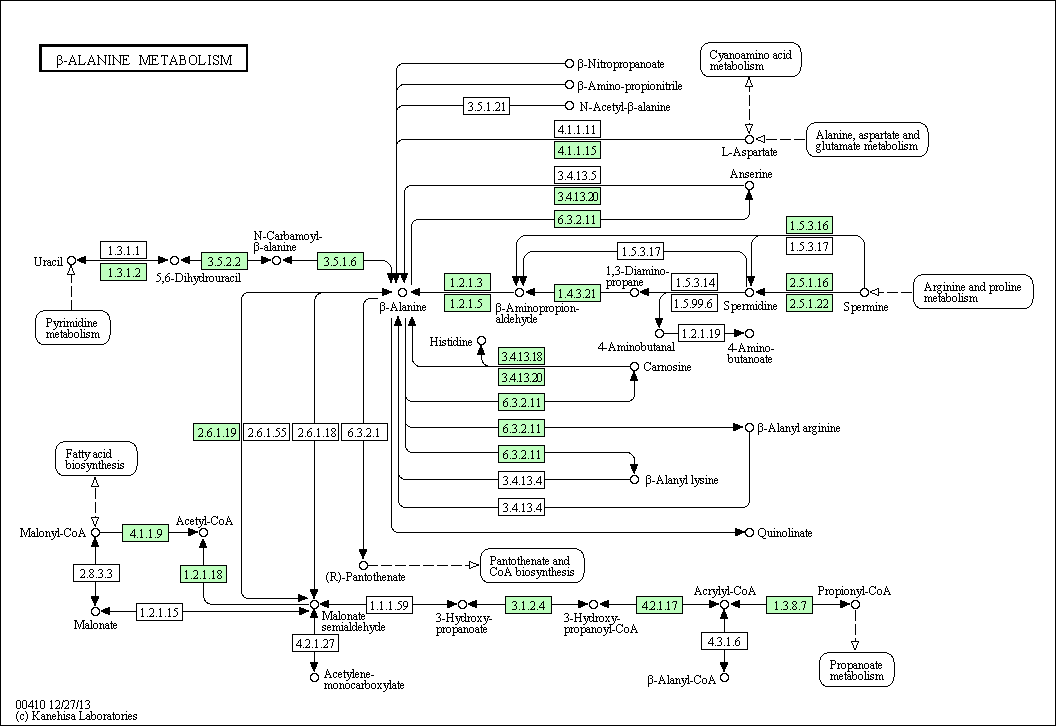 β-ALANINE METABOLISM
β-Nitropropanoate
β-Amino-propionitrile
3.5.1.21
N-Acetyl-β-alanine
Cyanoamino acid
metabolism
4.1.1.11
4.1.1.15
L-Aspartate
Alanine, aspartate and
glutamate metabolism
3.4.13.5
3.4.13.20
Anserine
6.3.2.11
Uracil
1.3.1.1
1.3.1.2
5,6-Dihydrouracil
3.5.2.2
N-Carbamoyl-
β-alanine
3.5.1.6
β-Alanine
1.2.1.3
1.2.1.5
β-Aminopropion-
aldehyde
1.4.3.21
1,3-Diamino-
propane
1.5.3.17
1.5.3.14
1.5.99.6
Spermidine
1.5.3.16
1.5.3.17
2.5.1.16
2.5.1.22
Spermine
Arginine and proline
metabolism
Pyrimidine
metabolism
4-Aminobutanal
1.2.1.19
4-Amino-
butanoate
Histidine
3.4.13.18
3.4.13.20
Carnosine
6.3.2.11
2.6.1.19
2.6.1.55
2.6.1.18
6.3.2.1
6.3.2.11
β-Alanyl arginine
6.3.2.11
3.4.13.4
β-Alanyl lysine
3.4.13.4
Fatty acid
biosynthesis
Malonyl-CoA
4.1.1.9
Acetyl-CoA
Quinolinate
2.8.3.3
1.2.1.18
(R)-Pantothenate
Pantothenate and
CoA biosynthesis
Malonate
1.2.1.15
Malonate
semialdehyde
1.1.1.59
3-Hydroxy-
propanoate
3.1.2.4
3-Hydroxy-
propanoyl-CoA
4.2.1.17
Acrylyl-CoA
1.3.8.7
Propionyl-CoA
4.2.1.27
Acetylene-
monocarboxylate
4.3.1.6
β-Alanyl-CoA
Propanoate
metabolism
00410 12/27/13
(c) Kanehisa Laboratories